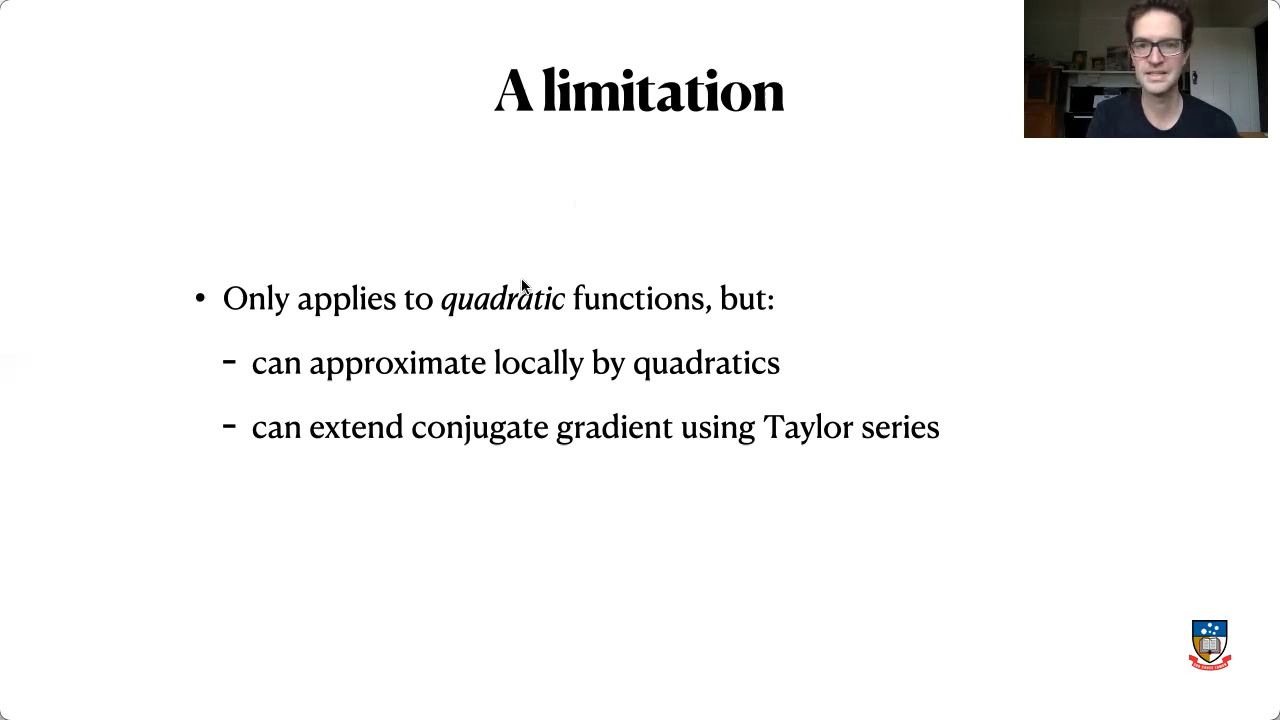 A limitation
• Only applies to quadratic functions, but:
- can approximate locally by quadratics
- can extend conjugate gradient using Taylor series